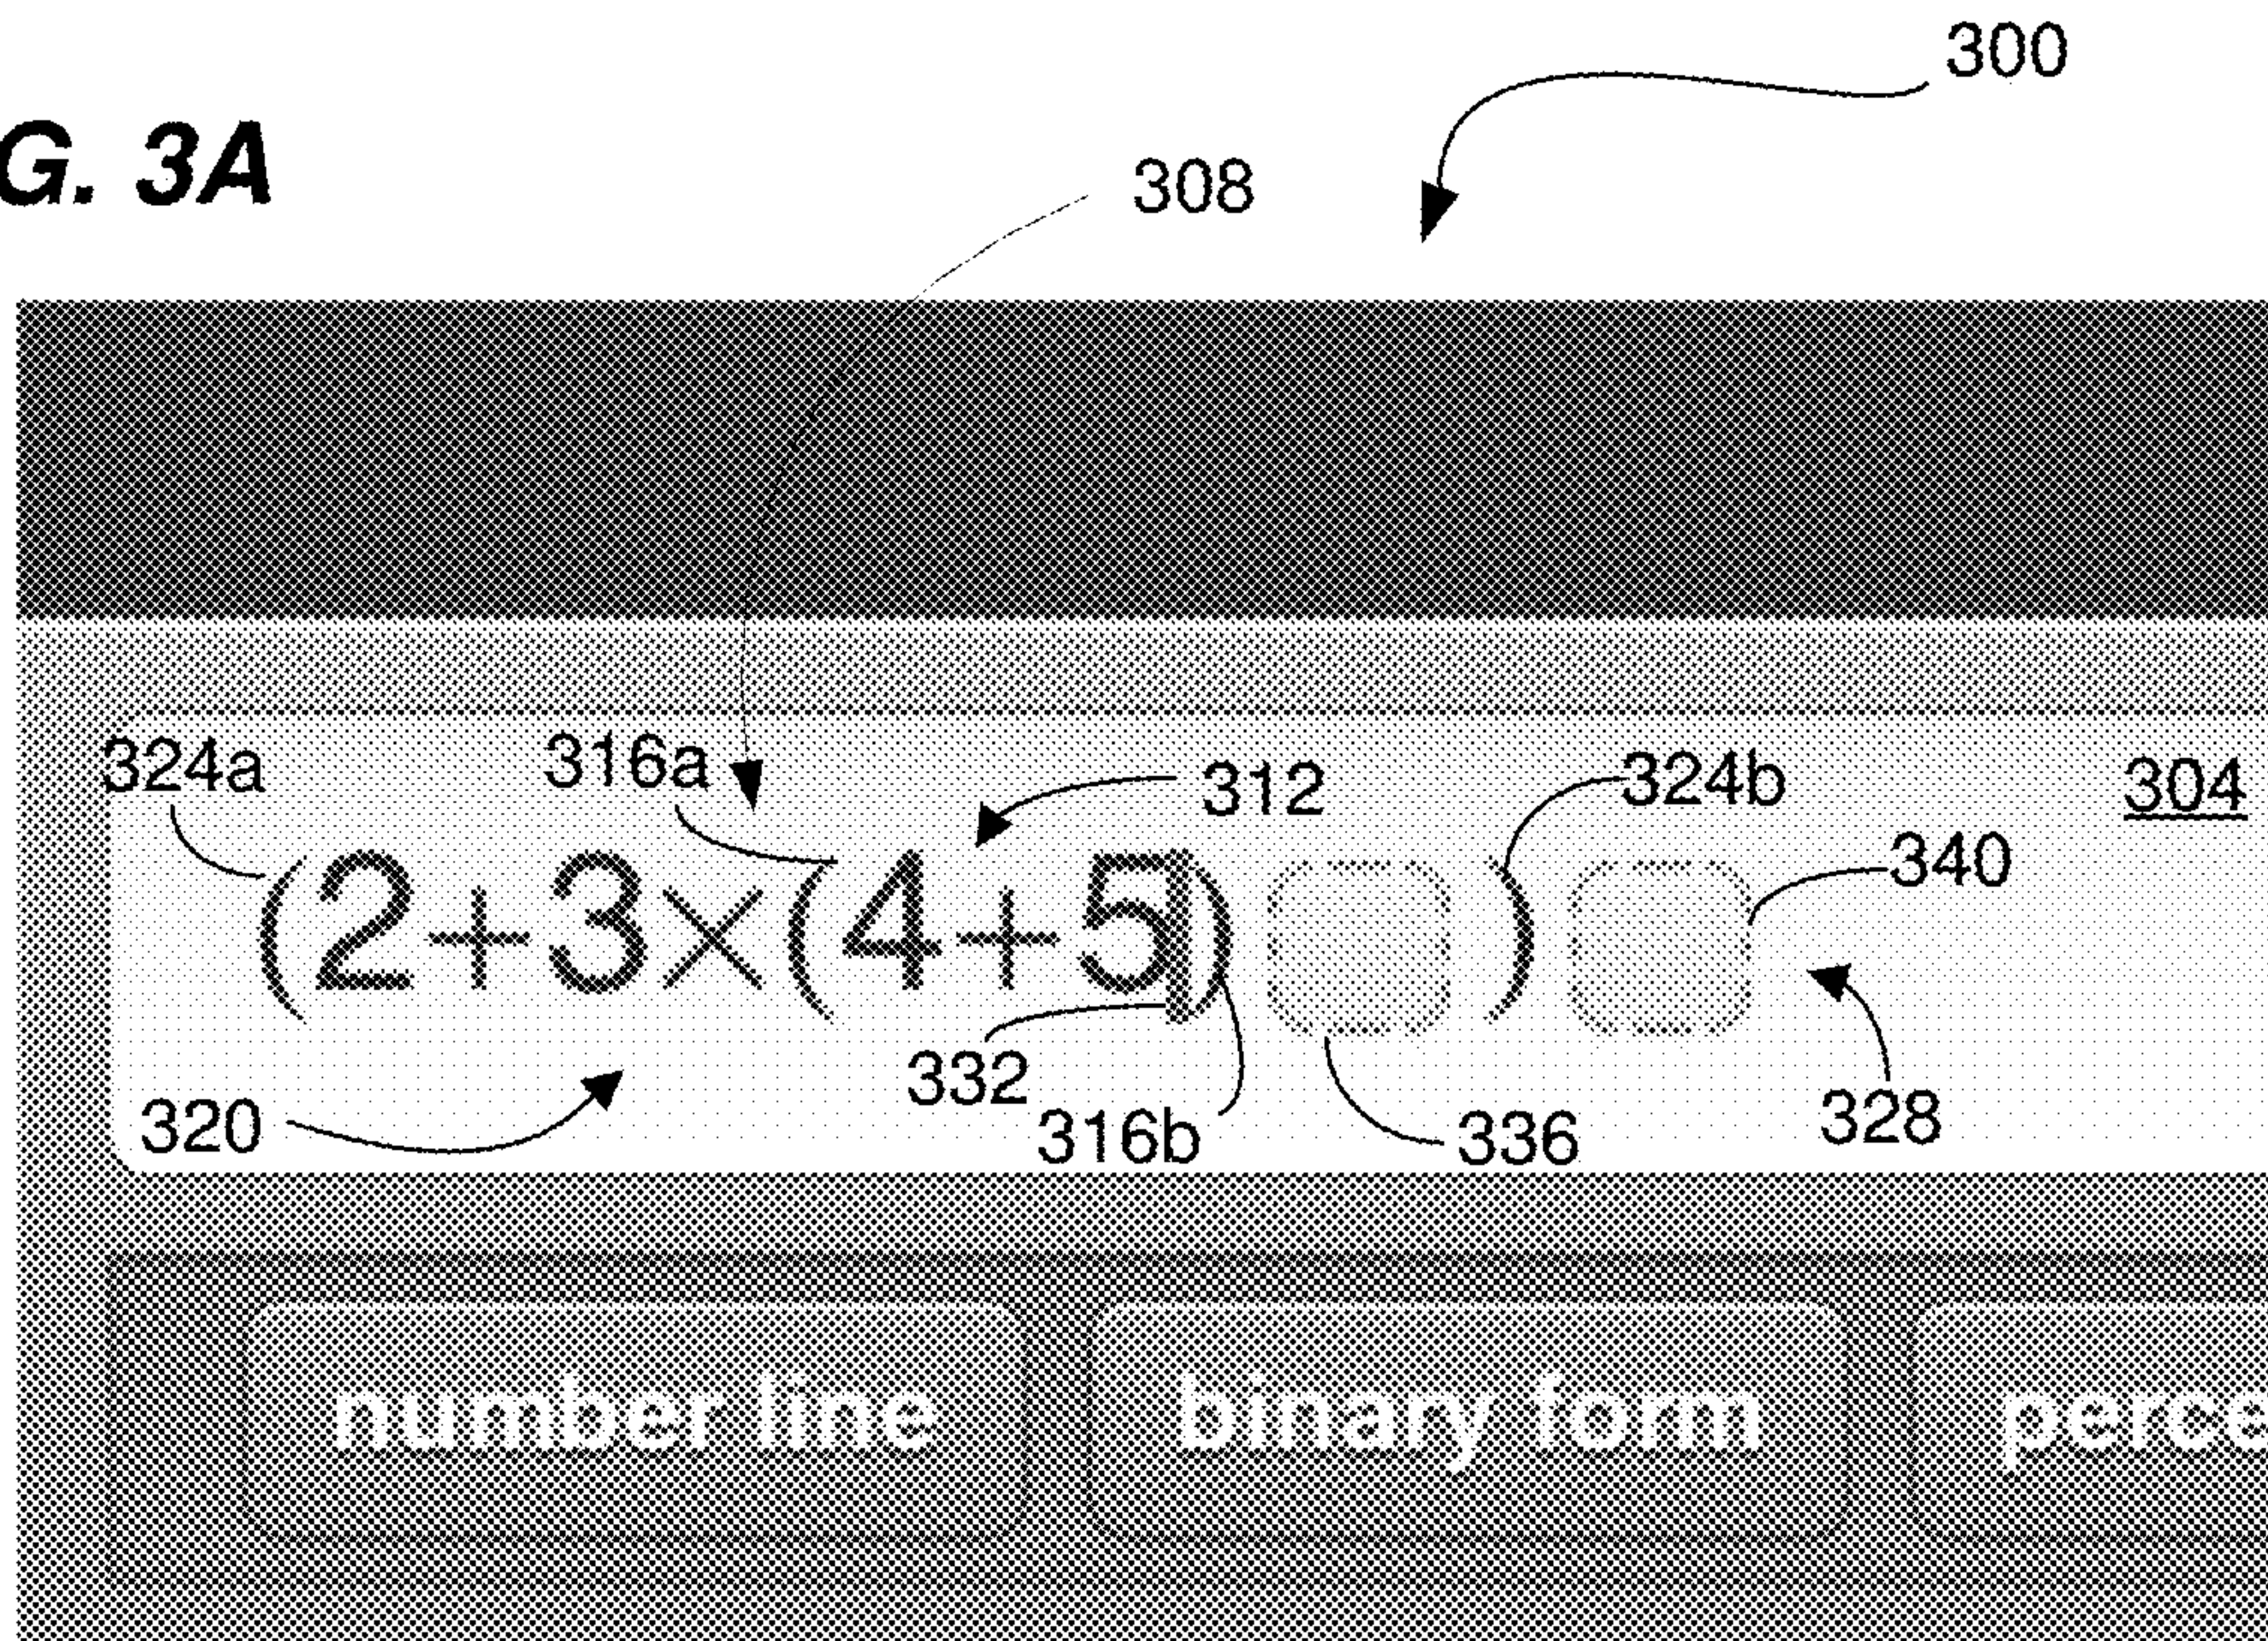 300
G. 3A
308
324a 316a 312 324b 304
340
(2+3×(4+5|) )
332
320 316b 336 328
number line binary form perce